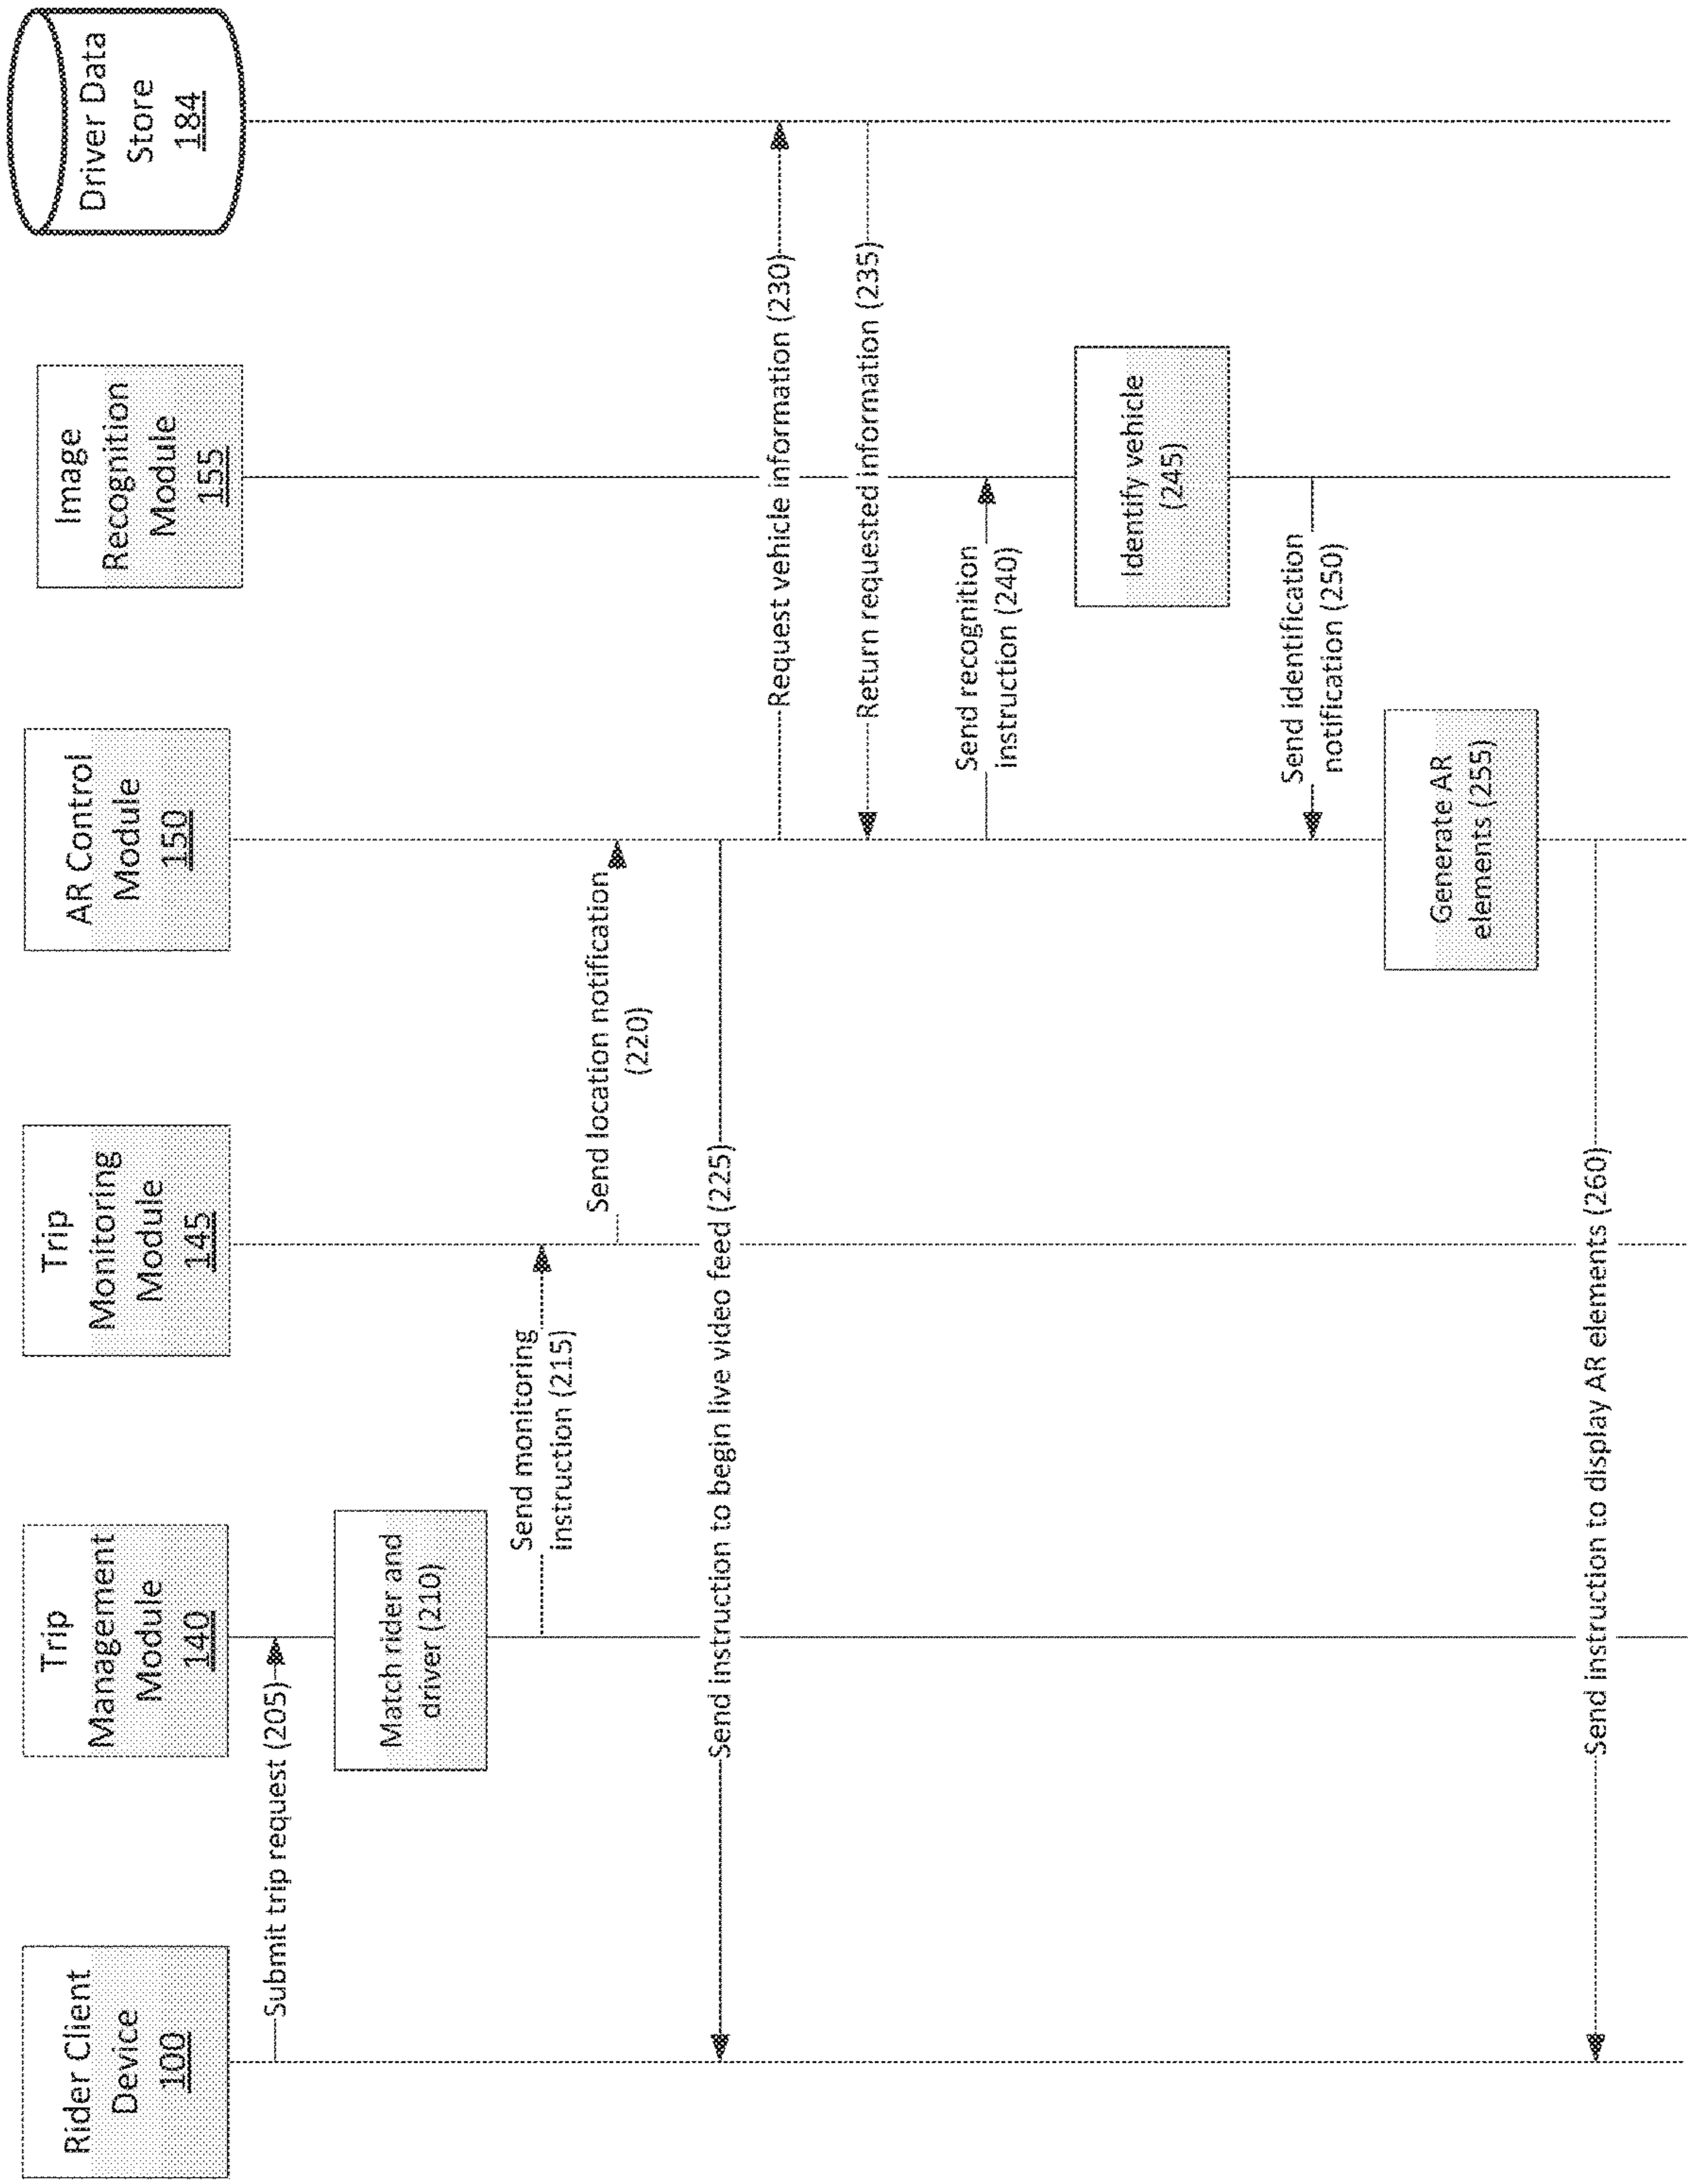 Rider Client
Device
100
Trip
Management
Module
140
Trip
Monitoring
Module
145
AR Control
Module
150
Image
Recognition
Module
155
Driver Data
Store
184
Submit trip request (205)
Match rider and
driver (210)
Send monitoring
instruction (215)
Send location notification
(220)
Send instruction to begin live video feed (225)
Request vehicle information (230)
Return requested information (235)
Send recognition
instruction (240)
Identify vehicle
(245)
Send identification
notification (250)
Generate AR
elements (255)
Send instruction to display AR elements (260)